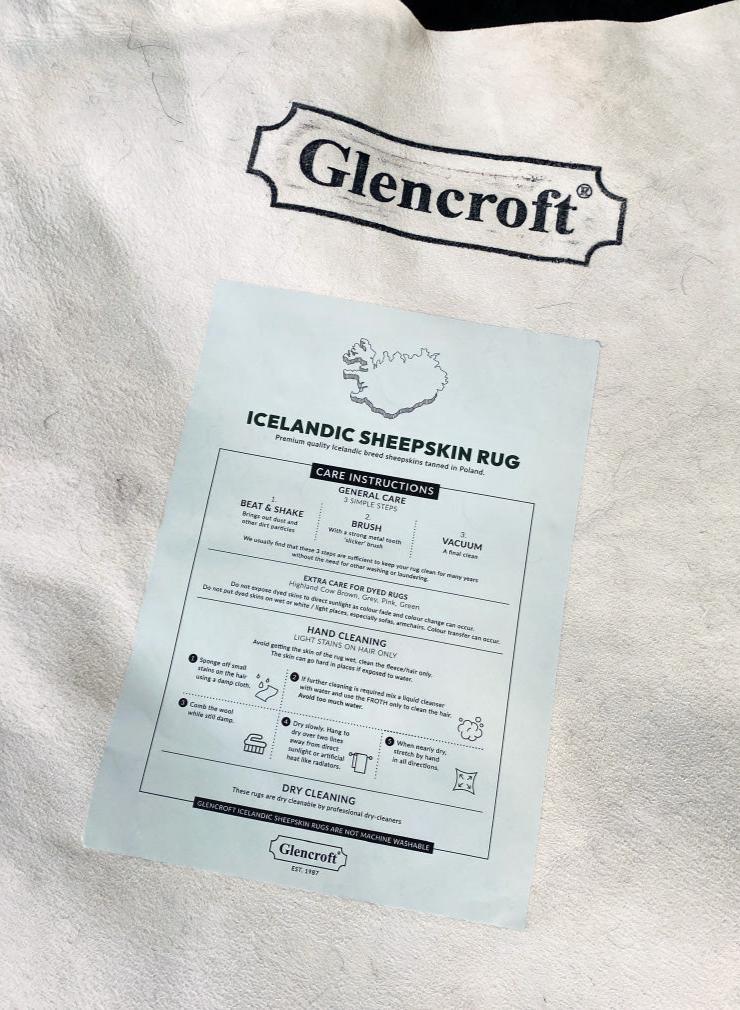 Glencroft®
ICELANDIC SHEEPSKIN RUG
Premium quality Icelandic breed sheepskins tanned in Poland.
CARE INSTRUCTIONS
GENERAL CARE
3 SIMPLE STEPS
1.
BEAT & SHAKE
Brings out dust and
other dirt particles
2.
BRUSH
With a strong metal tooth
'slicker' brush
3.
VACUUM
A final clean
We usually find that these 3 steps are sufficient to keep your rug clean for many years
without the need for other washing or laundering.
EXTRA CARE FOR DYED RUGS
Highland Cow Brown, Grey, Pink, Green
Do not expose dyed skins to direct sunlight as colour fade and colour change can occur.
Do not put dyed skins on wet or white / light places, especially sofas, armchairs. Colour transfer can occur.
HAND CLEANING
LIGHT STAINS ON HAIR ONLY
Avoid getting the skin of the rug wet, clean the fleece/hair only.
The skin can go hard in places if exposed to water.
1 Sponge off small
stains on the hair
using a damp cloth.
2 If further cleaning is required mix a liquid cleanser
with water and use the FROTH only to clean the hair.
Avoid too much water.
3 Comb the wool
while still damp.
4 Dry slowly. Hang to
dry over two lines
away from direct
sunlight or artificial
heat like radiators.
5 When nearly dry,
stretch by hand
in all directions.
DRY CLEANING
These rugs are dry cleanable by professional dry-cleaners
GLENCROFT ICELANDIC SHEEPSKIN RUGS ARE NOT MACHINE WASHABLE
Glencroft®
EST. 1987